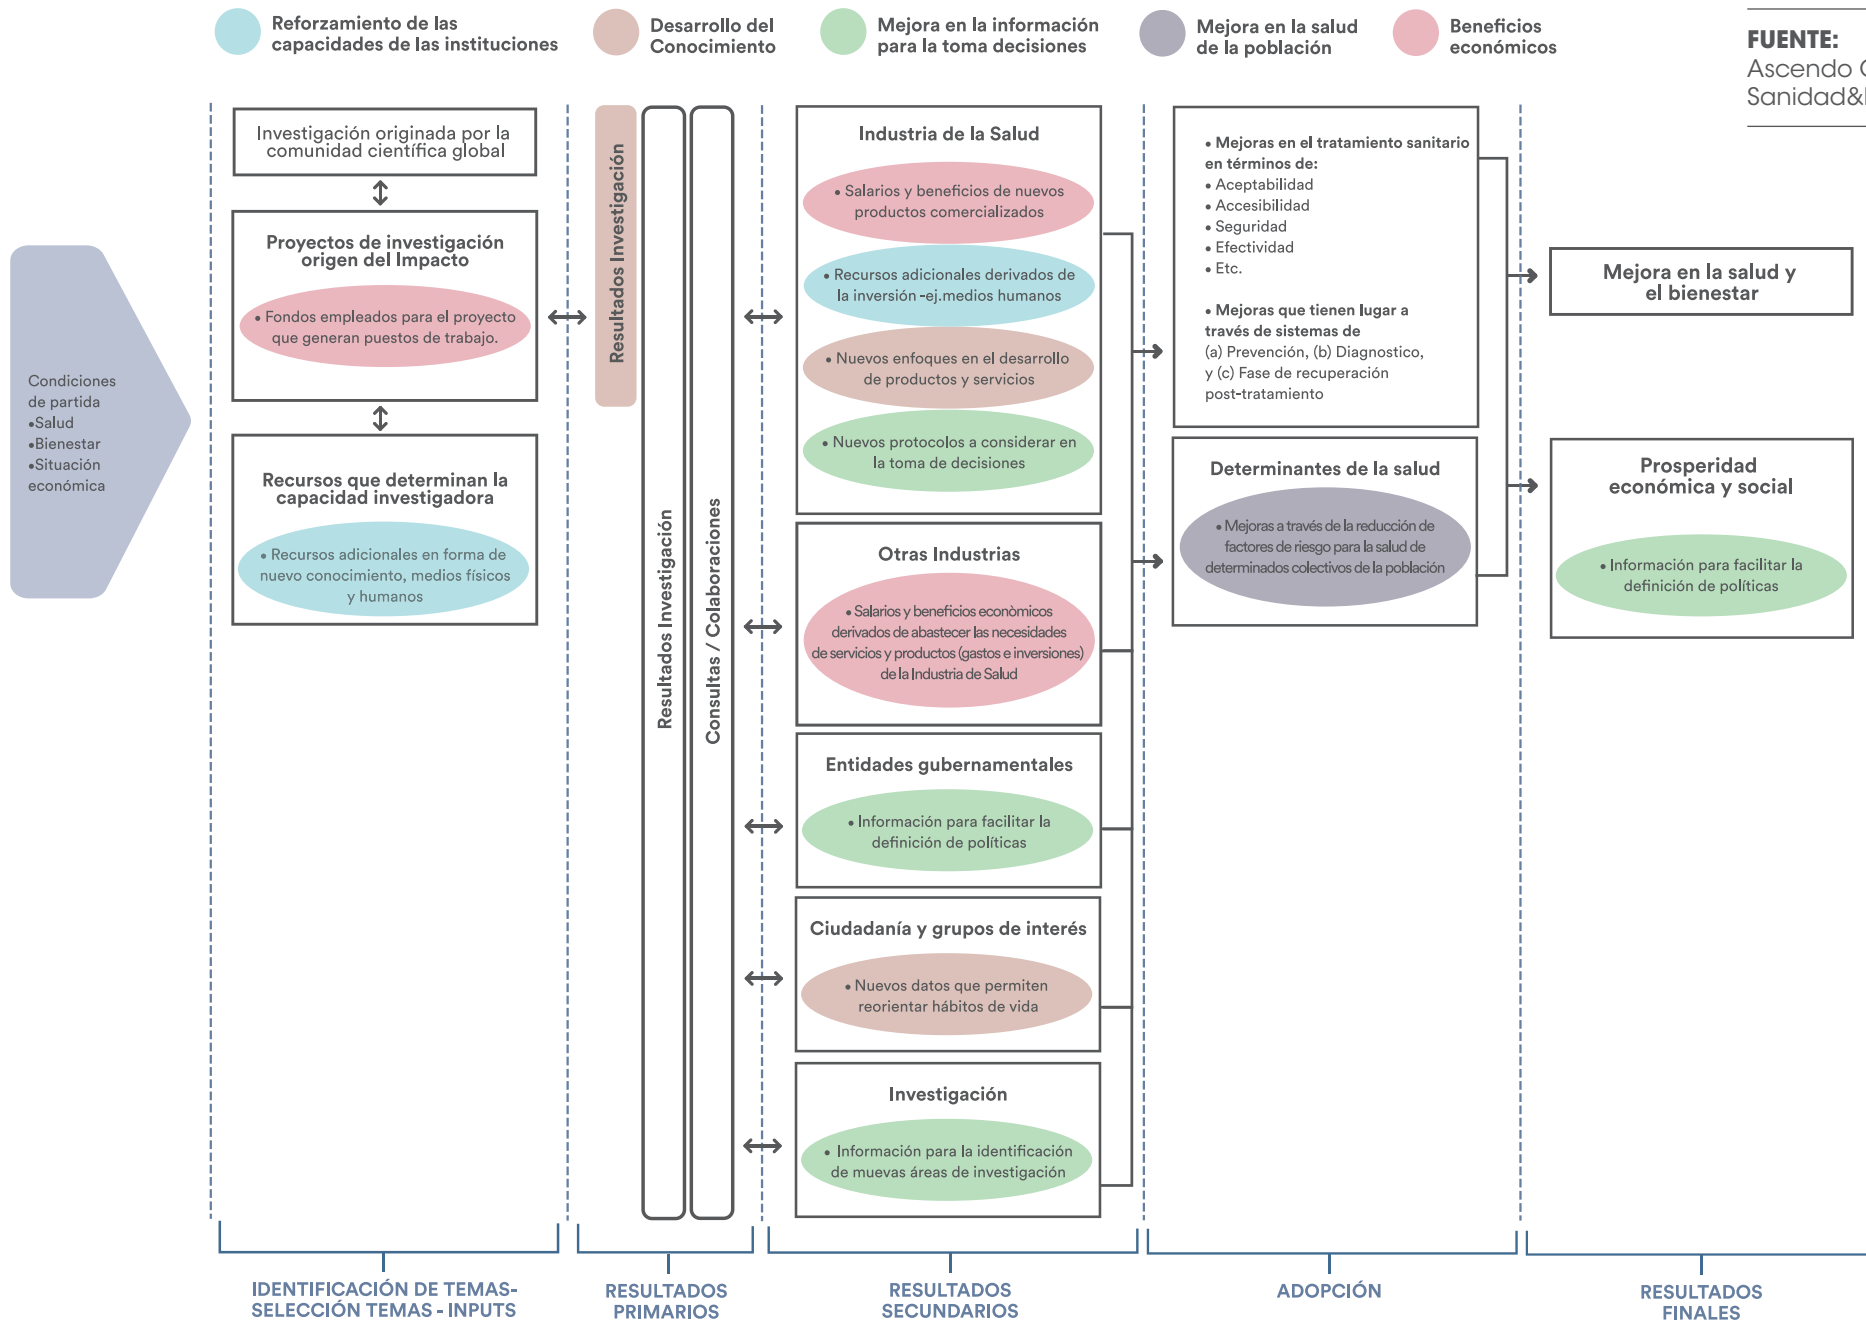 Reforzamiento de las
capacidades de las instituciones
Desarrollo del
Conocimiento
Mejora en la información
para la toma decisiones
Mejora en la salud
de la población
Beneficios
económicos
FUENTE:
Ascendo
Condiciones
de partida
•Salud
•Bienestar
•Situación
económica
Investigación originada por la
comunidad científica global
Proyectos de investigación
origen del Impacto
• Fondos empleados para el proyecto
que generan puestos de trabajo.
Recursos que determinan la
capacidad investigadora
• Recursos adicionales en forma de
nuevo conocimiento, medios físicos
y humanos
Resultados Investigación
Resultados Investigación
Consultas / Colaboraciones
Industria de la Salud
• Salarios y beneficios de nuevos
productos comercializados
• Recursos adicionales derivados de
la inversión -ej.medios humanos
• Nuevos enfoques en el desarrollo
de productos y servicios
• Nuevos protocolos a considerar en
la toma de decisiones
Otras Industrias
• Salarios y beneficios econòmicos
derivados de abastecer las necesidades
de servicios y productos (gastos e inversiones)
de la Industria de Salud
Entidades gubernamentales
• Información para facilitar la
definición de políticas
Ciudadanía y grupos de interés
• Nuevos datos que permiten
reorientar hábitos de vida
Investigación
• Información para la identificación
de muevas áreas de investigación
• Mejoras en el tratamiento sanitario
en términos de:
• Aceptabilidad
• Accesibilidad
• Seguridad
• Efectividad
• Etc.
• Mejoras que tienen lugar a
través de sistemas de
(a) Prevención, (b) Diagnostico,
y (c) Fase de recuperación
post-tratamiento
Determinantes de la salud
• Mejoras a través de la reducción de
factores de riesgo para la salud de
determinados colectivos de la población
Mejora en la salud y
el bienestar
Prosperidad
económica y social
• Información para facilitar la
definición de políticas
IDENTIFICACIÓN DE TEMAS-
SELECCIÓN TEMAS - INPUTS
RESULTADOS
PRIMARIOS
RESULTADOS
SECUNDARIOS
ADOPCIÓN
RESULTADOS
FINALES